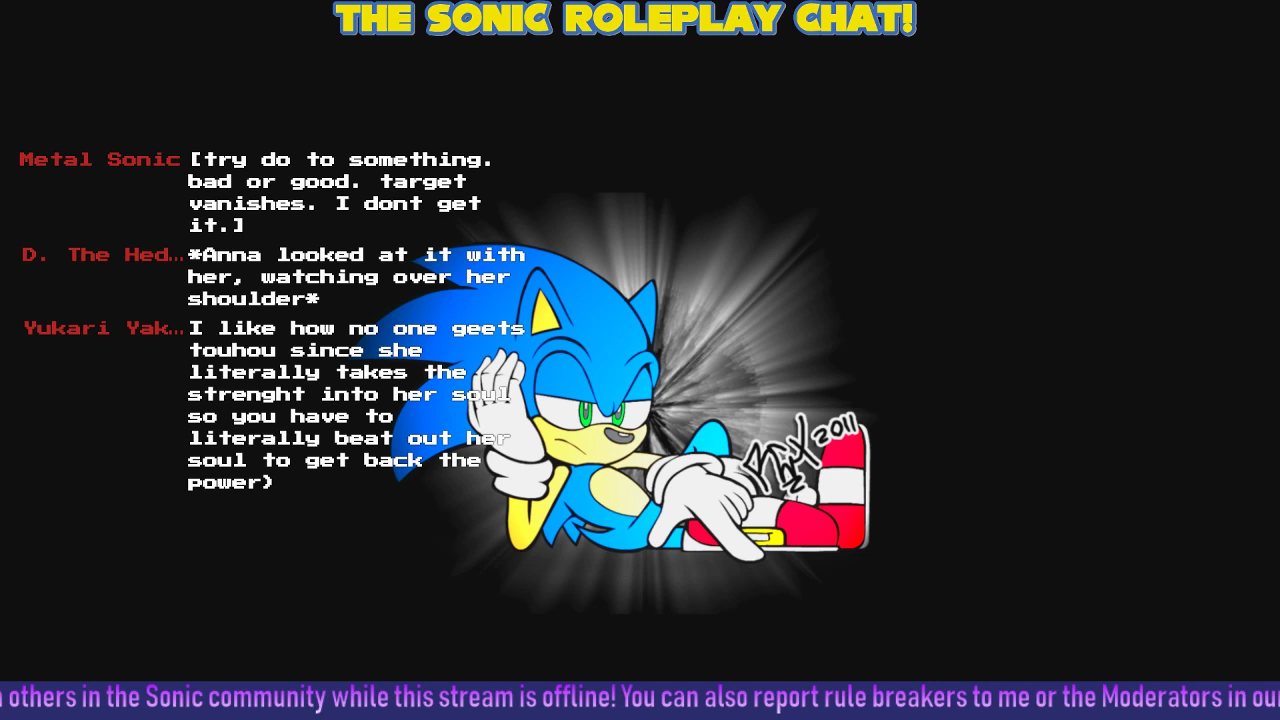 THE SONIC ROLEPLAY CHAT!
Metal Sonic [try do to something.
bad or good. target
vanishes. I dont get
it.]
D. The Hed… *Anna looked at it with
her, watching over her
shoulder*
Yukari Yak… I like how no one geets
touhou since she
literally takes the
strenght into her soul
so you have to
literally beat out her
soul to get back the
power)
2011
others in the Sonic community while this stream is offline! You can also report rule breakers to me or the Moderators in our